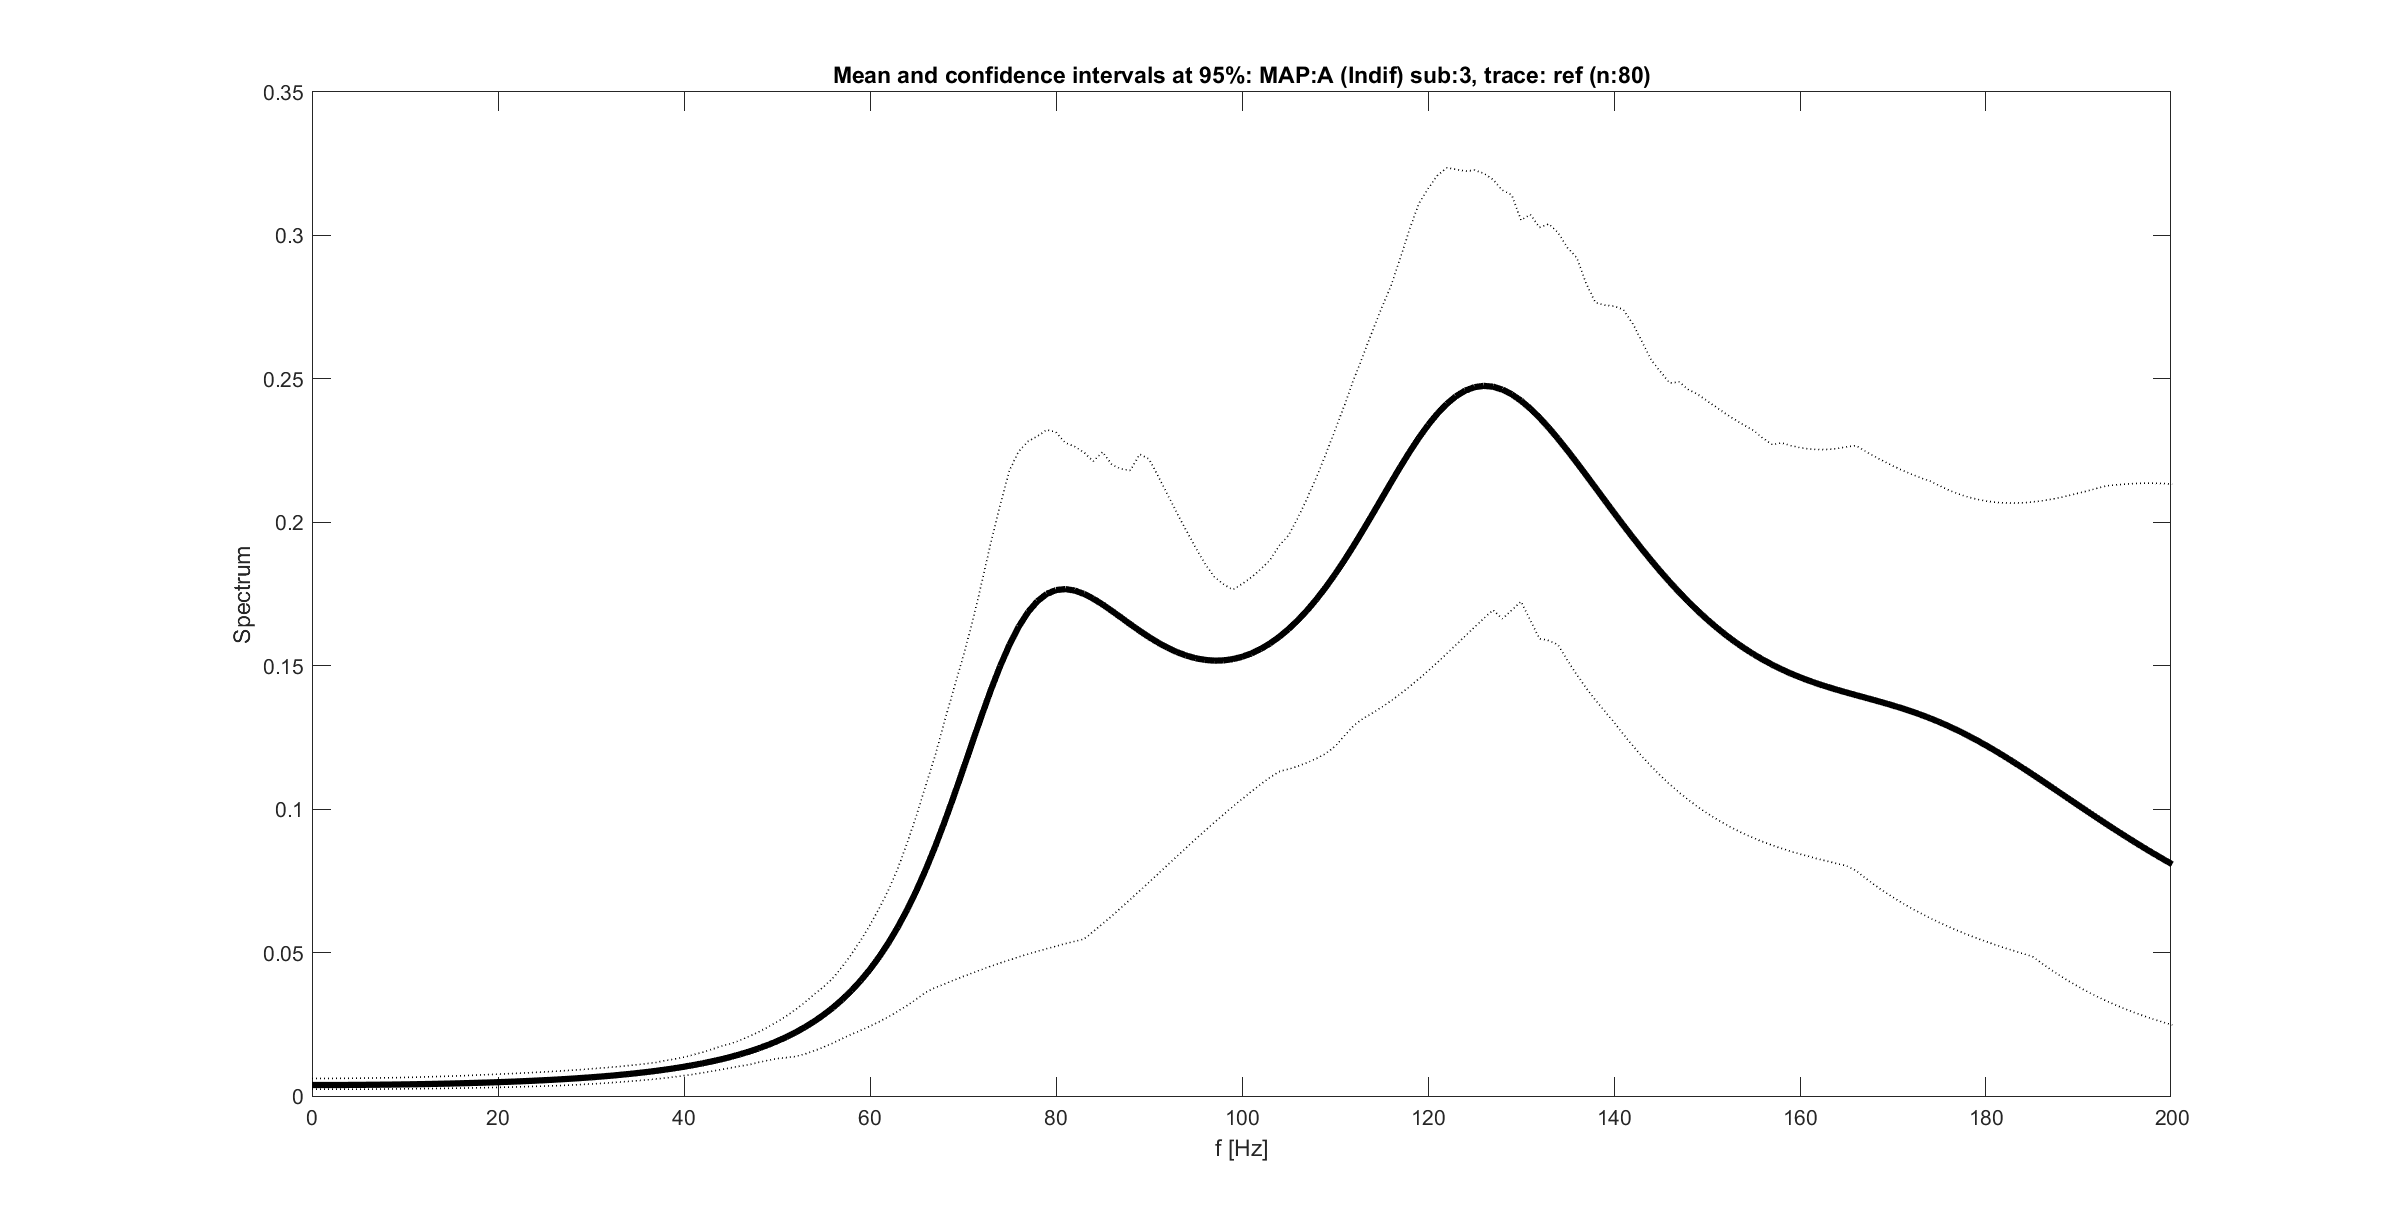 Mean and confidence intervals at 95%: MAP:A (Indif) sub:3, trace: ref (n:80)
0.35
0.3
0.25
0.2
0.15
0.1
0.05
0
Spectrum
0 20 40 60 80 100 120 140 160 180 200
f [Hz]